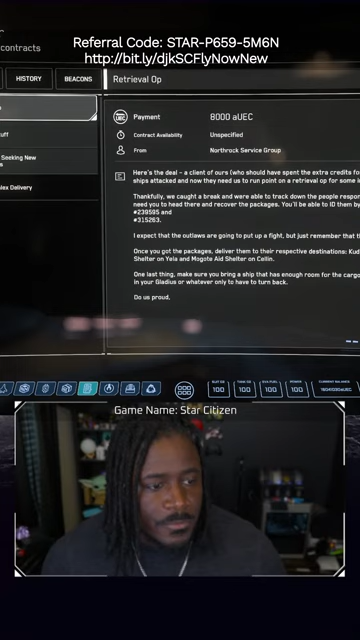 Referral Code: STAR-P659-5M6N
http://bit.ly/djkSCFlyNowNew
contracts
HISTORY
BEACONS
Retrieval Op
Payment
8000 aUEC
Contract Availability
Unspecified
From
Northrock Service Group
Seeking New
Delivery
Here's the deal - a client of ours (who should have spent the extra credits fo
ships attacked and now they need us to run point on a retrieval op for some l
Thankfully, we caught a break and were able to track down the people respon
need you to head there and recover the packages. You'll be able to ID them by
#239595 and
#315263.
I expect that the outlaws are going to put up a fight, but just remember that t
Once you got the packages, deliver them to their respective destinations: Kud
Shelter on Yela and Mogote Aid Shelter on Cellin.
One last thing, make sure you bring a ship that has enough room for the cargo
in your Gladius or whatever only to have to turn back.
Do us proud,
100
100
100
100
Game Name: Star Citizen